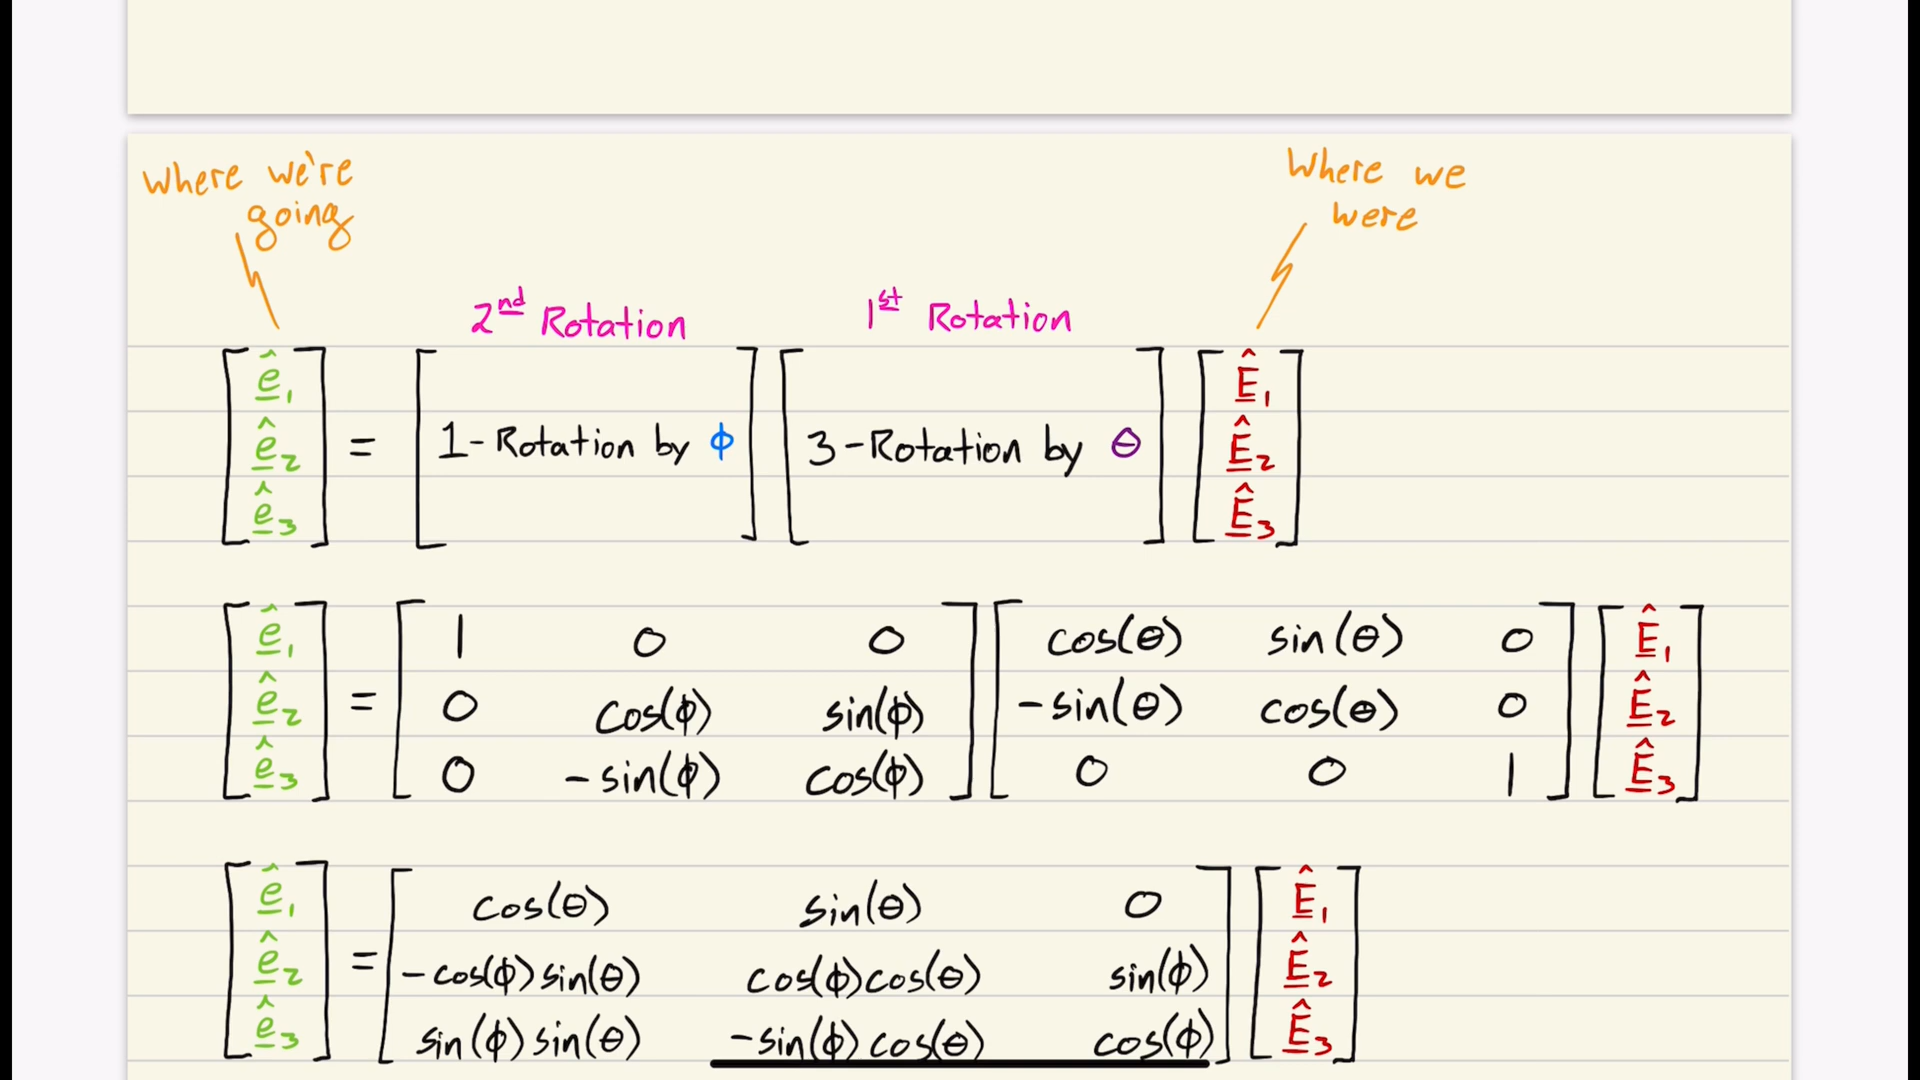 Where we're going
Where we were
2nd Rotation 1st Rotation
[ê₁ ê₂ ê₃] = [1-Rotation by ϕ] [3-Rotation by θ] [Ê₁ Ê₂ Ê₃]
ê₁ 1 0 0 cos(θ) sin(θ) 0 Ê₁
ê₂ = 0 cos(ϕ) sin(ϕ) -sin(θ) cos(θ) 0 Ê₂
ê₃ 0 -sin(ϕ) cos(ϕ) 0 0 1 Ê₃
ê₁ cos(θ) sin(θ) 0 Ê₁
ê₂ = -cos(ϕ)sin(θ) cos(ϕ)cos(θ) sin(ϕ) Ê₂
ê₃ sin(ϕ)sin(θ) -sin(ϕ)cos(θ) cos(ϕ) Ê₃